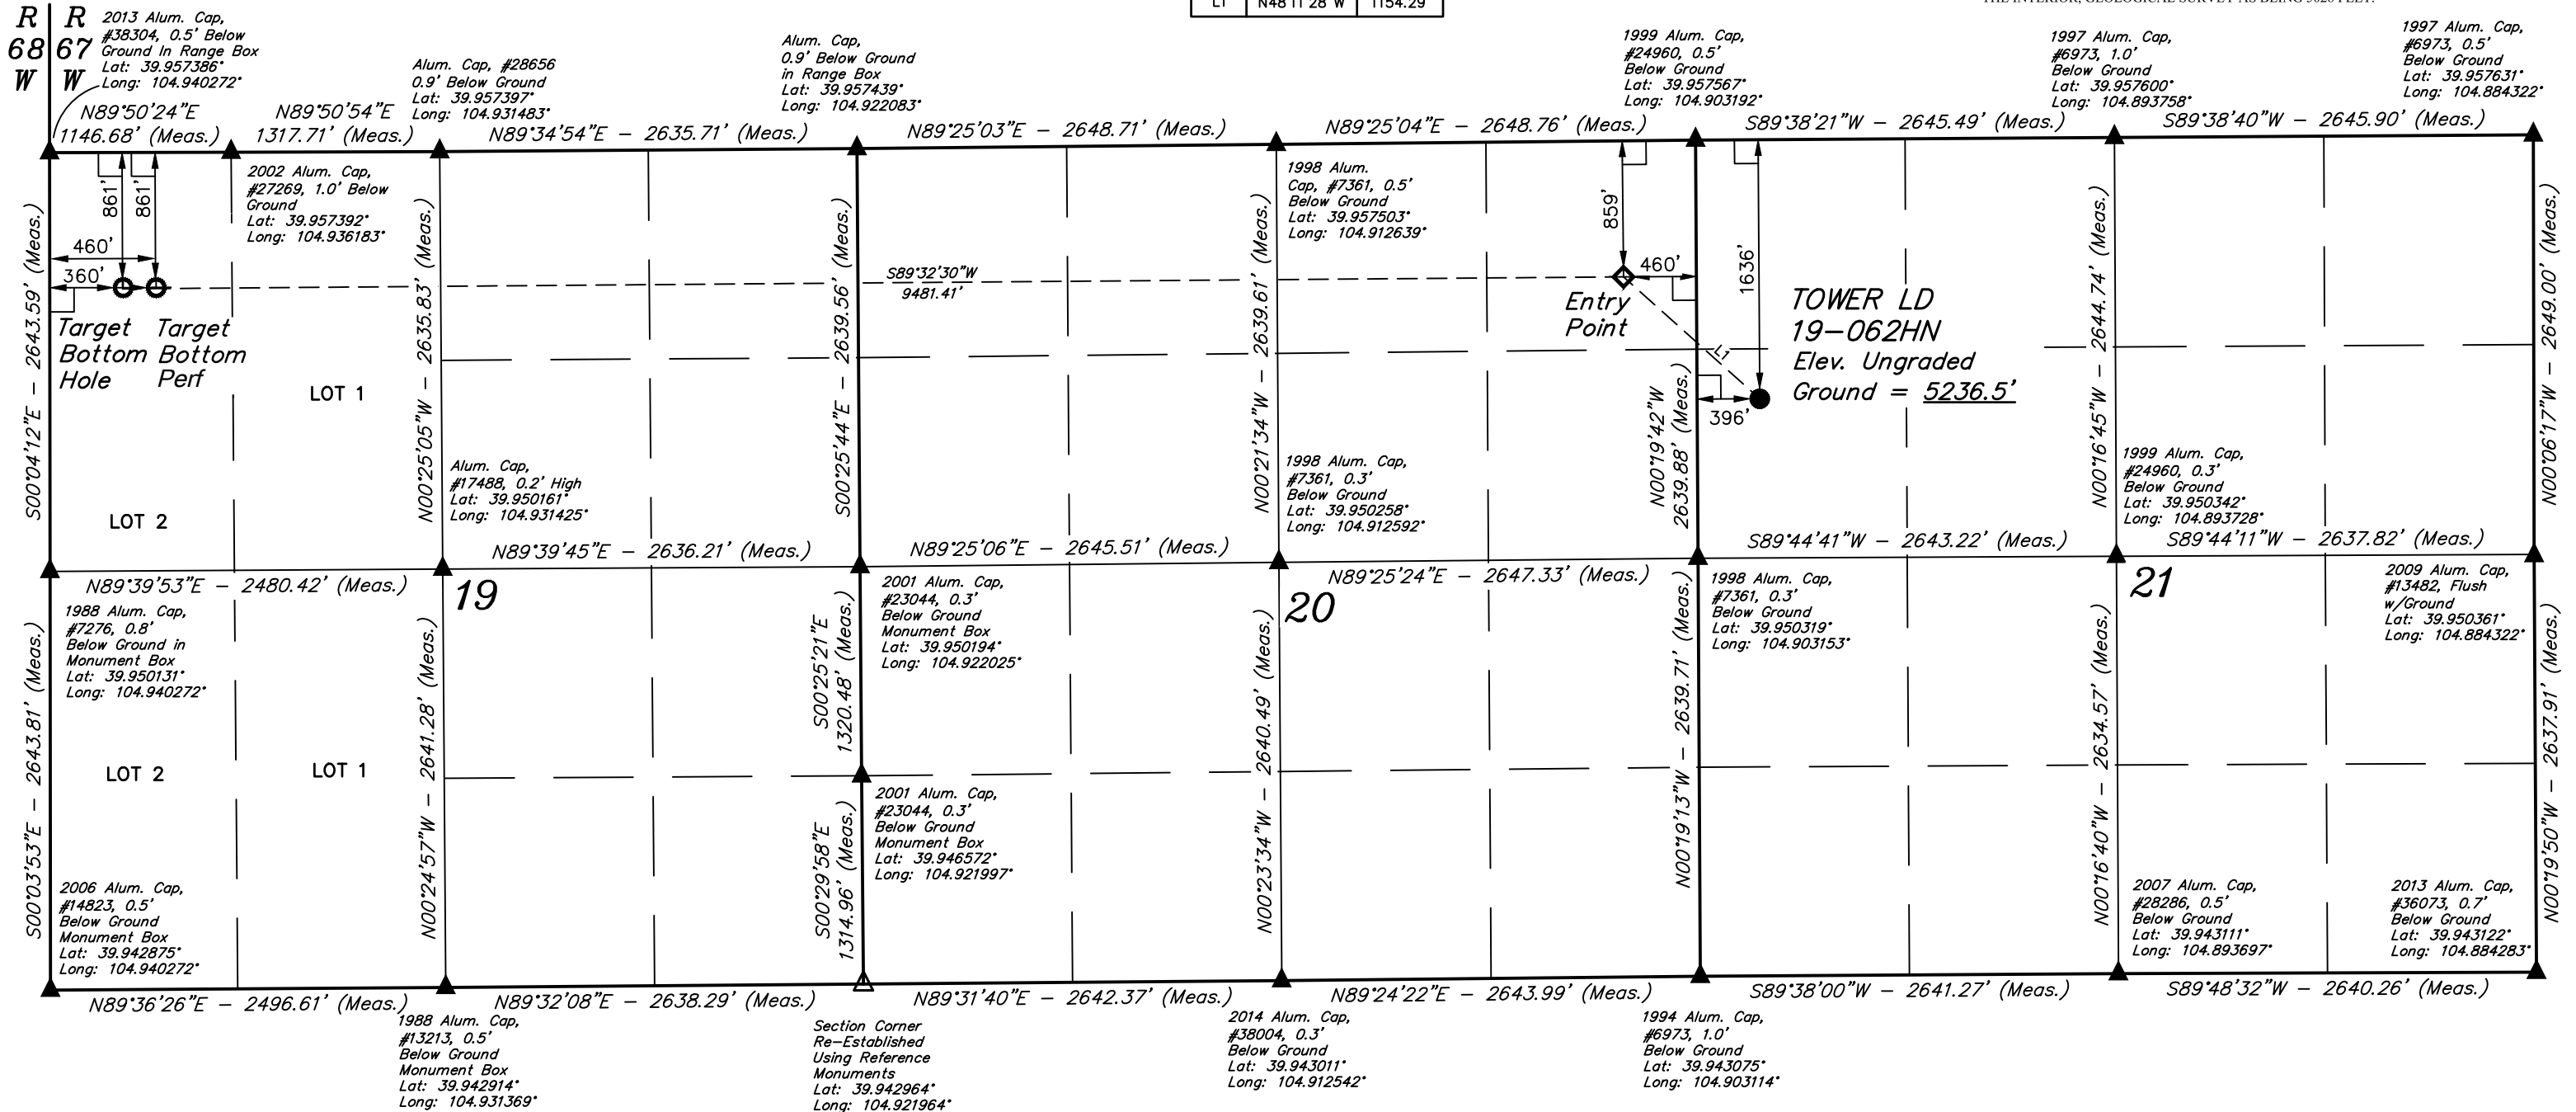 L1 N48°11'28"W 1154.29'
THE INTERIOR, GEOLOGICAL SURVEY AS BEING 5026 FEET.
R R
68 67
W W
2013 Alum. Cap,
#38304, 0.5' Below
Ground In Range Box
Lat: 39.957386°
Long: 104.940272°
Alum. Cap, #28656
0.9' Below Ground
Lat: 39.957397°
Long: 104.931483°
Alum. Cap,
0.9' Below Ground
in Range Box
Lat: 39.957439°
Long: 104.922083°
1999 Alum. Cap,
#24960, 0.5'
Below Ground
Lat: 39.957567°
Long: 104.903192°
1997 Alum. Cap,
#6973, 1.0'
Below Ground
Lat: 39.957600°
Long: 104.893758°
1997 Alum. Cap,
#6973, 0.5'
Below Ground
Lat: 39.957631°
Long: 104.884322°
N89°50'24"E
1146.68' (Meas.)
N89°50'54"E
1317.71' (Meas.)
N89°34'54"E – 2635.71' (Meas.)
N89°25'03"E – 2648.71' (Meas.)
N89°25'04"E – 2648.76' (Meas.)
S89°38'21"W – 2645.49' (Meas.)
S89°38'40"W – 2645.90' (Meas.)
2002 Alum. Cap,
#27269, 1.0' Below
Ground
Lat: 39.957392°
Long: 104.936183°
1998 Alum.
Cap, #7361, 0.5'
Below Ground
Lat: 39.957503°
Long: 104.912639°
861'
861'
460'
360'
859'
460'
1636'
396'
L1
S89°32'30"W
9481.41'
Target
Bottom
Hole
Target
Bottom
Perf
Entry
Point
TOWER LD
19–062HN
Elev. Ungraded
Ground = 5236.5'
S00°04'12"E – 2643.59' (Meas.)
N00°25'05"W – 2635.83' (Meas.)
S00°25'44"E – 2639.56' (Meas.)
N00°21'34"W – 2639.61' (Meas.)
N00°19'42"W
2639.88' (Meas.)
N00°16'45"W – 2644.74' (Meas.)
N00°06'17"W – 2649.00' (Meas.)
LOT 1
LOT 2
Alum. Cap,
#17488, 0.2' High
Lat: 39.950161°
Long: 104.931425°
1998 Alum. Cap,
#7361, 0.3'
Below Ground
Lat: 39.950258°
Long: 104.912592°
1999 Alum. Cap,
#24960, 0.3'
Below Ground
Lat: 39.950342°
Long: 104.893728°
N89°39'53"E – 2480.42' (Meas.)
N89°39'45"E – 2636.21' (Meas.)
N89°25'06"E – 2645.51' (Meas.)
N89°25'24"E – 2647.33' (Meas.)
S89°44'41"W – 2643.22' (Meas.)
S89°44'11"W – 2637.82' (Meas.)
19
20
21
1988 Alum. Cap,
#7276, 0.8'
Below Ground in
Monument Box
Lat: 39.950131°
Long: 104.940272°
2001 Alum. Cap,
#23044, 0.3'
Below Ground
Monument Box
Lat: 39.950194°
Long: 104.922025°
1998 Alum. Cap,
#7361, 0.3'
Below Ground
Lat: 39.950319°
Long: 104.903153°
2009 Alum. Cap,
#13482, Flush
w/Ground
Lat: 39.950361°
Long: 104.884322°
S00°03'53"E – 2643.81' (Meas.)
N00°24'57"W – 2641.28' (Meas.)
S00°25'21"E
1320.48' (Meas.)
S00°29'58"E
1314.96' (Meas.)
N00°23'34"W – 2640.49' (Meas.)
N00°19'13"W – 2639.71' (Meas.)
N00°16'40"W – 2634.57' (Meas.)
N00°19'50"W – 2637.91' (Meas.)
LOT 2
LOT 1
2001 Alum. Cap,
#23044, 0.3'
Below Ground
Monument Box
Lat: 39.946572°
Long: 104.921997°
2006 Alum. Cap,
#14823, 0.5'
Below Ground
Monument Box
Lat: 39.942875°
Long: 104.940272°
2007 Alum. Cap,
#28286, 0.5'
Below Ground
Lat: 39.943111°
Long: 104.893697°
2013 Alum. Cap,
#36073, 0.7'
Below Ground
Lat: 39.943122°
Long: 104.884283°
N89°36'26"E – 2496.61' (Meas.)
N89°32'08"E – 2638.29' (Meas.)
N89°31'40"E – 2642.37' (Meas.)
N89°24'22"E – 2643.99' (Meas.)
S89°38'00"W – 2641.27' (Meas.)
S89°48'32"W – 2640.26' (Meas.)
1988 Alum. Cap,
#13213, 0.5'
Below Ground
Monument Box
Lat: 39.942914°
Long: 104.931369°
Section Corner
Re–Established
Using Reference
Monuments
Lat: 39.942964°
Long: 104.921964°
2014 Alum. Cap,
#38004, 0.3'
Below Ground
Lat: 39.943011°
Long: 104.912542°
1994 Alum. Cap,
#6973, 1.0'
Below Ground
Lat: 39.943075°
Long: 104.903114°